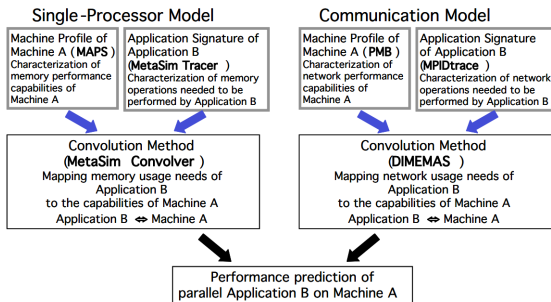 Single-Processor Model
Communication Model
Machine Profile of
Machine A (MAPS)
Characterization of
memory performance
capabilities of
Machine A
Application Signature of
Application B
(MetaSim Tracer )
Characterization of memory
operations needed to be
performed by Application B
Machine Profile of
Machine A (PMB)
Characterization of
network performance
capabilities of
Machine A
Application Signature
of Application B
(MPIDtrace )
Characterization of network
operations needed to be
performed by Application B
Convolution Method
(MetaSim Convolver )
Mapping memory usage needs of
Application B
to the capabilities of Machine A
Application B ⇔ Machine A
Convolution Method
(DIMEMAS )
Mapping network usage needs of
Application B
to the capabilities of Machine A
Application B ⇔ Machine A
Performance prediction of
parallel Application B on Machine A